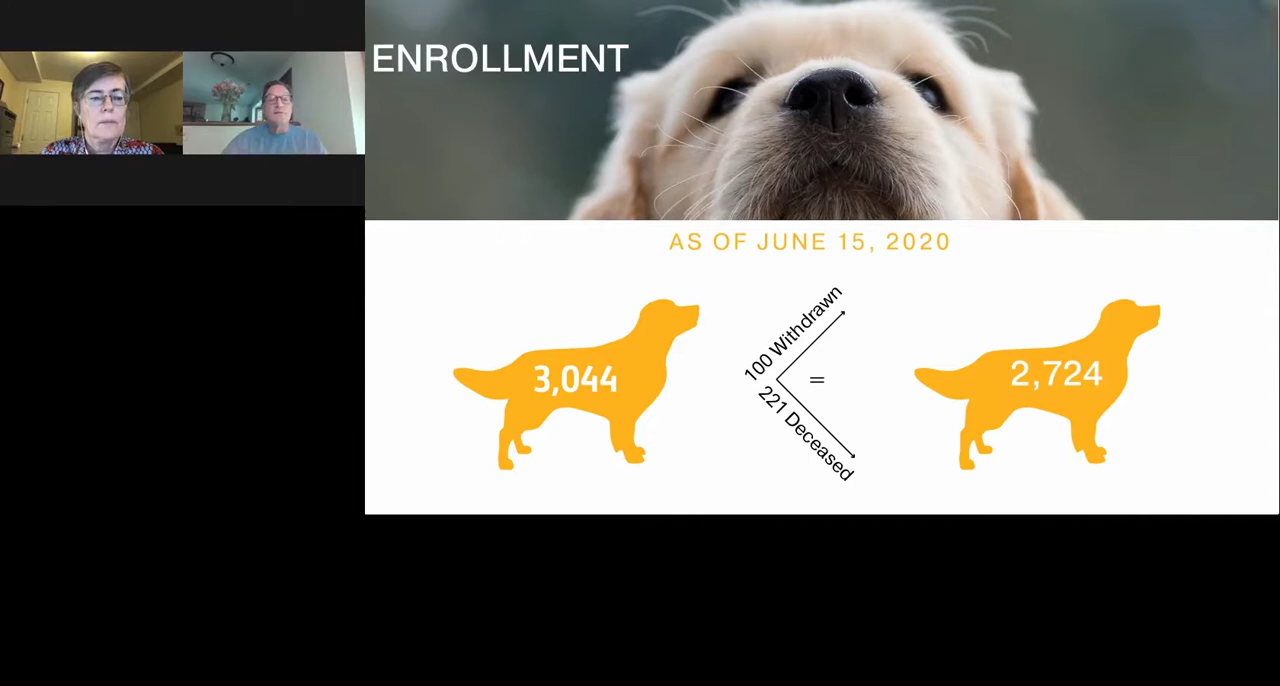 ENROLLMENT
AS OF JUNE 15, 2020
3,044
100 Withdrawn
221 Deceased
=
2,724